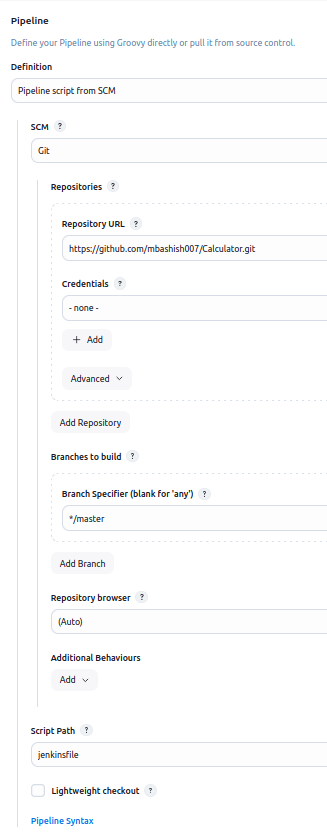 Pipeline
Define your Pipeline using Groovy directly or pull it from source control.
Definition
Pipeline script from SCM
SCM ?
Git
Repositories ?
Repository URL ?
https://github.com/mbashish007/Calculator.git
Credentials ?
- none -
+ Add
Advanced
Add Repository
Branches to build ?
Branch Specifier (blank for 'any') ?
*/master
Add Branch
Repository browser ?
(Auto)
Additional Behaviours
Add
Script Path ?
jenkinsfile
Lightweight checkout ?
Pipeline Syntax